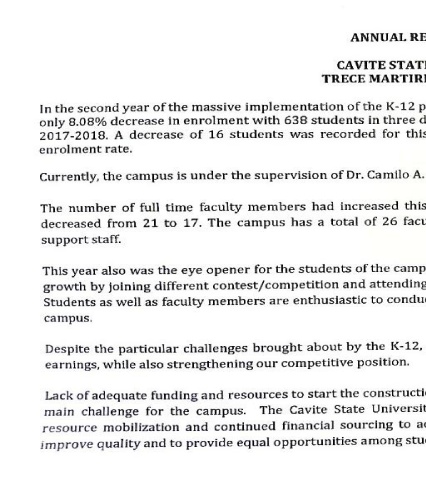 ANNUAL RE
CAVITE STATE
TRECE MARTIR
In the second year of the massive implementation of the K-12 p
only 8.08% decrease in enrolment with 638 students in three d
2017-2018. A decrease of 16 students was recorded for this
enrolment rate.
Currently, the campus is under the supervision of Dr. Camilo A.
The number of full time faculty members had increased this
decreased from 21 to 17. The campus has a total of 26 facu
support staff.
This year also was the eye opener for the students of the camp
growth by joining different contest/competition and attending
Students as well as faculty members are enthusiastic to condu
campus.
Despite the particular challenges brought about by the K-12,
earnings, while also strengthening our competitive position.
Lack of adequate funding and resources to start the constructi
main challenge for the campus. The Cavite State Universit
resource mobilization and continued financial sourcing to a
improve quality and to provide equal opportunities among stu